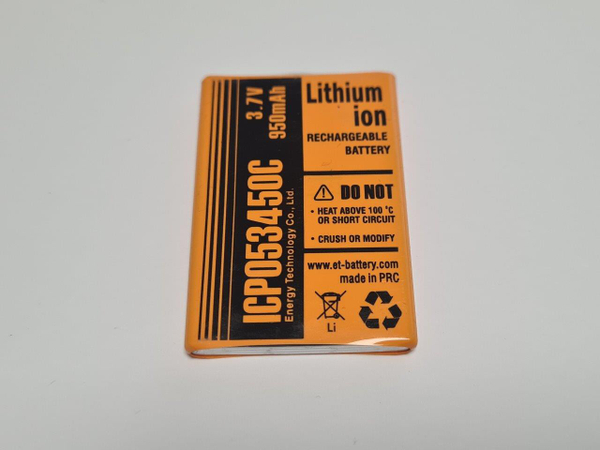 3.7V
950mAh
ICP053450C
Energy Technology Co., Ltd.
Lithium
ion
RECHARGEABLE
BATTERY
DO NOT
• HEAT ABOVE 100 °C
OR SHORT CIRCUIT
• CRUSH OR MODIFY
www.et-battery.com
made in PRC
Li